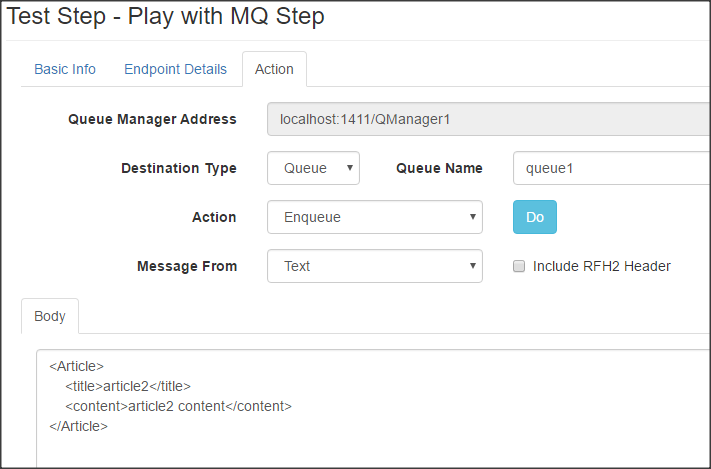 Test Step - Play with MQ Step
Basic Info Endpoint Details Action
Queue Manager Address localhost:1411/QManager1
Destination Type Queue Queue Name queue1
Action Enqueue Do
Message From Text Include RFH2 Header
Body
<Article>
    <title>article2</title>
    <content>article2 content</content>
</Article>